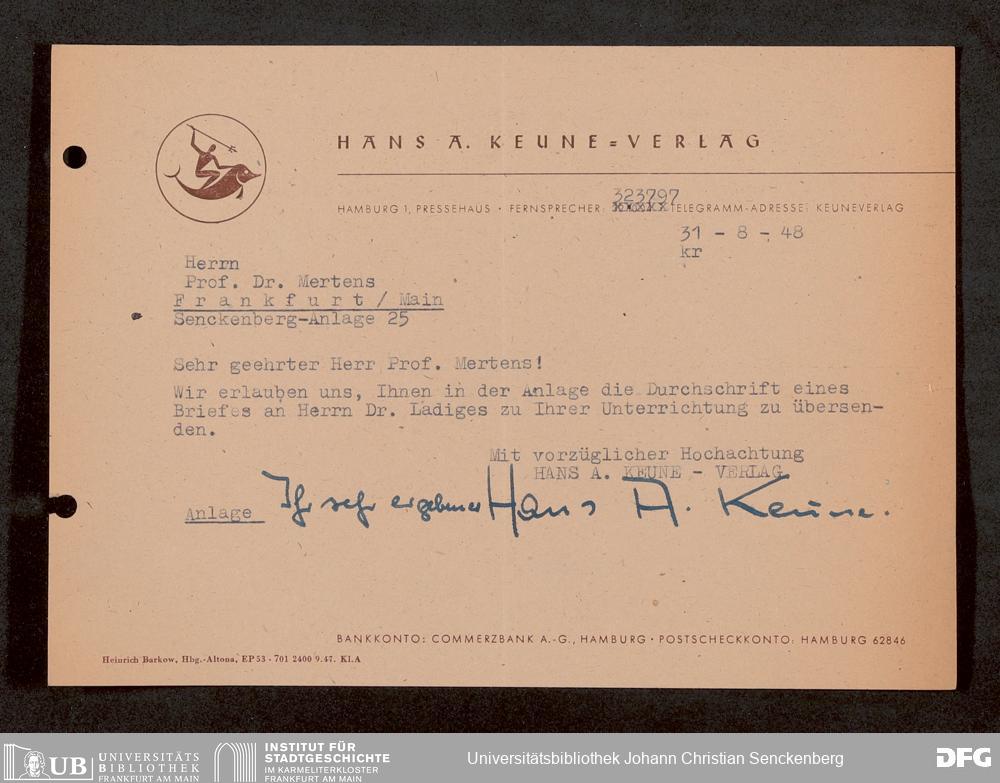 HANS A. KEUNE=VERLAG
323797
HAMBURG 1, PRESSEHAUS · FERNSPRECHER: TELEGRAMM-ADRESSE: KEUNEVERLAG
31 - 8 - 48
kr
Herrn
Prof. Dr. Mertens
F r a n k f u r t / Main
Senckenberg-Anlage 25
Sehr geehrter Herr Prof. Mertens!
Wir erlauben uns, Ihnen in der Anlage die Durchschrift eines
Briefes an Herrn Dr. Ladiges zu Ihrer Unterrichtung zu übersen-
den.
Mit vorzüglicher Hochachtung
HANS A. KEUNE - VERLAG
Ihr sehr ergebener Hans A. Keune.
Anlage
BANKKONTO: COMMERZBANK A.-G., HAMBURG · POSTSCHECKKONTO: HAMBURG 62846
Heinrich Barkow, Hbg.-Altona, EP 53 - 701 2400 9.47. Kl.A
UB UNIVERSITÄTS
BIBLIOTHEK
FRANKFURT AM MAIN
INSTITUT FÜR
STADTGESCHICHTE
IM KARMELITERKLOSTER
FRANKFURT AM MAIN
Universitätsbibliothek Johann Christian Senckenberg
DFG